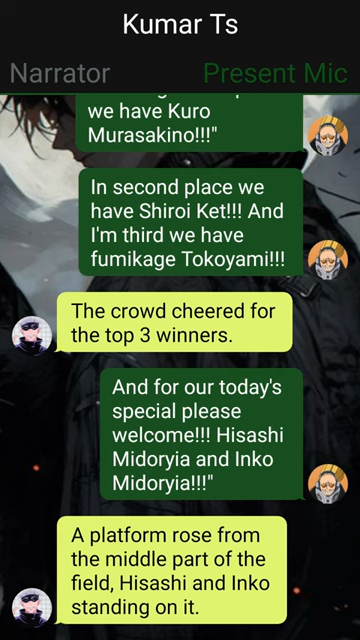 Kumar Ts
Narrator
Present Mic
we have Kuro
Murasakino!!!"
In second place we
have Shiroi Ket!!! And
I'm third we have
fumikage Tokoyami!!!
The crowd cheered for
the top 3 winners.
And for our today's
special please
welcome!!! Hisashi
Midoryia and Inko
Midoryia!!!"
A platform rose from
the middle part of the
field, Hisashi and Inko
standing on it.